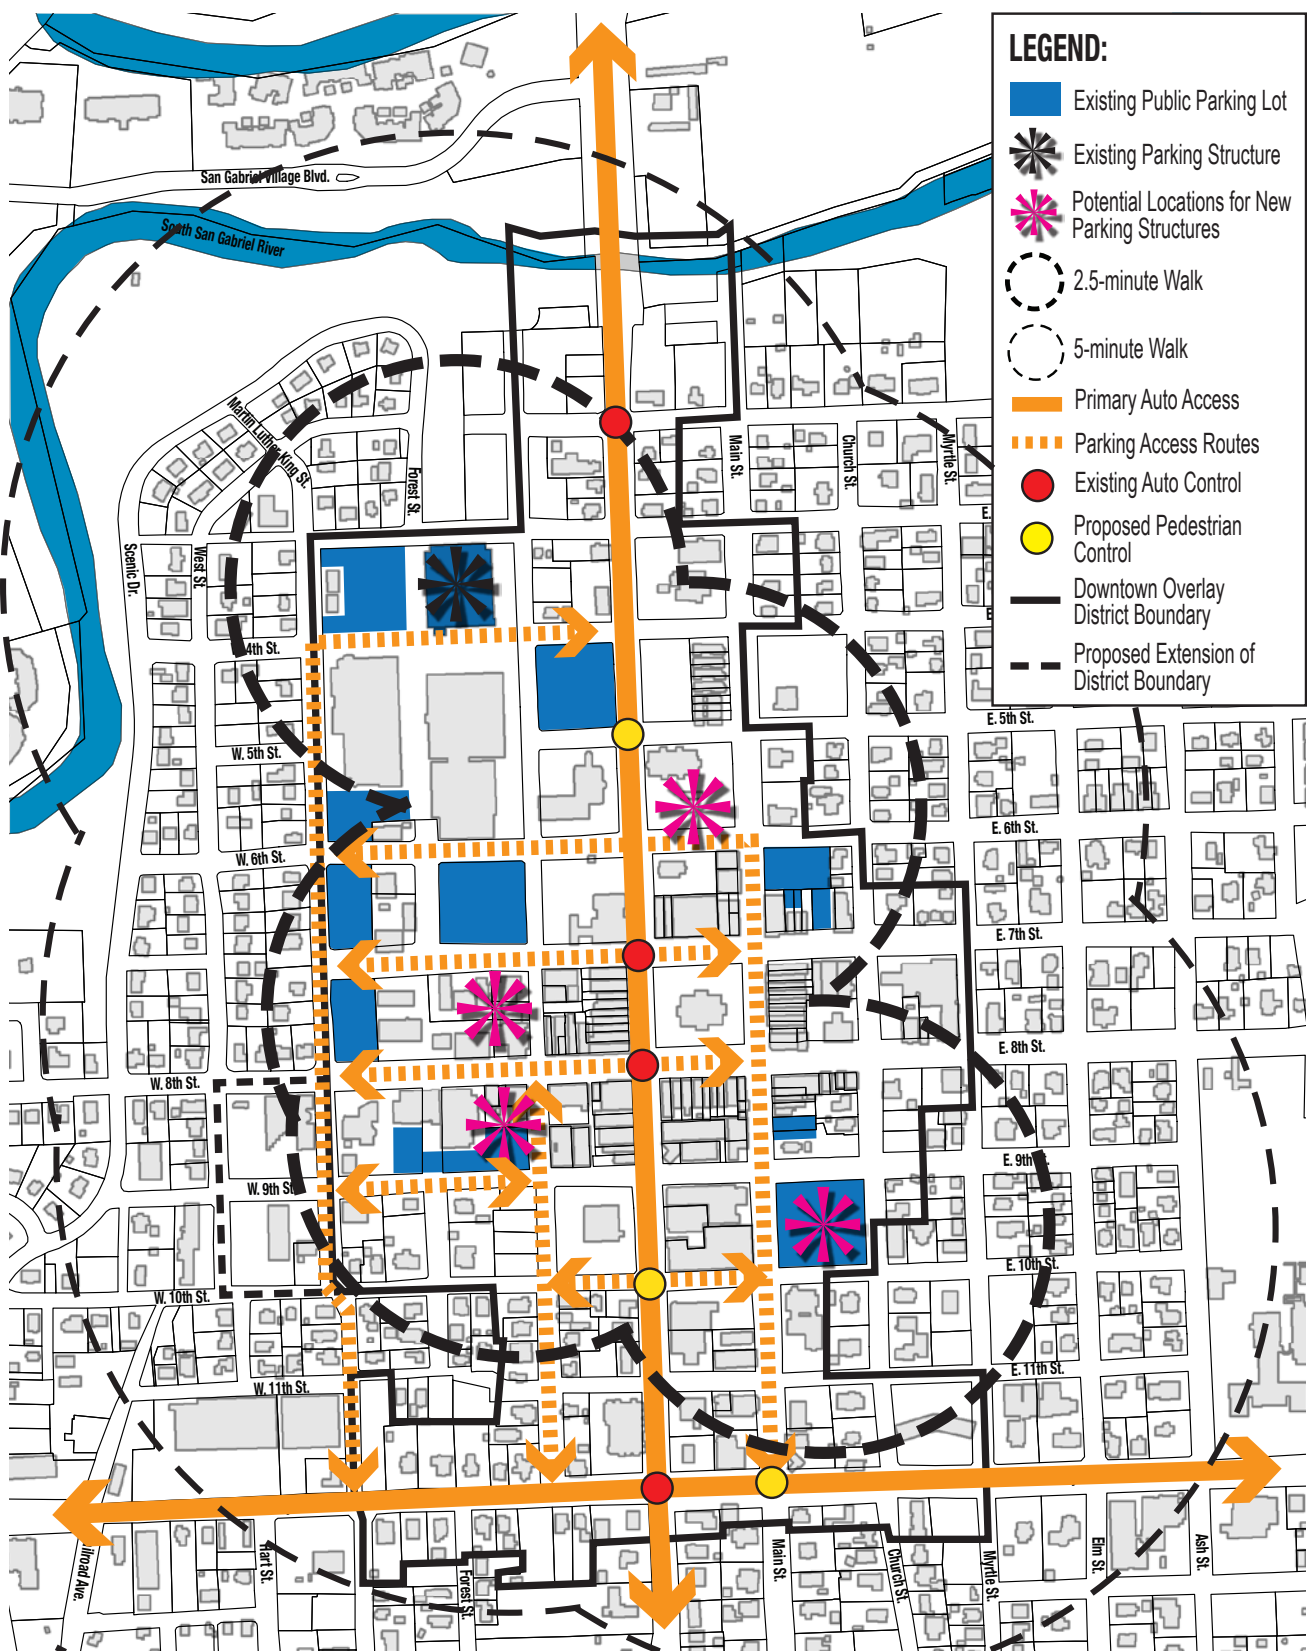 LEGEND:
Existing Public Parking Lot
Existing Parking Structure
Potential Locations for New
Parking Structures
2.5-minute Walk
5-minute Walk
Primary Auto Access
Parking Access Routes
Existing Auto Control
Proposed Pedestrian
Control
Downtown Overlay
District Boundary
Proposed Extension of
District Boundary
San Gabriel Village Blvd.
South San Gabriel River
Martin Luther King St.
Forest St.
Main St.
Church St.
Myrtle St.
E.
Scenic Dr.
West St.
4th St.
E. 5th St.
W. 5th St.
E. 6th St.
W. 6th St.
E. 7th St.
E. 8th St.
W. 8th St.
E. 9th St.
W. 9th St.
E. 10th St.
W. 10th St.
E. 11th St.
W. 11th St.
ilroad Ave.
Hart St.
Forest St.
Main St.
Church St.
Myrtle St.
Elm St.
Ash St.